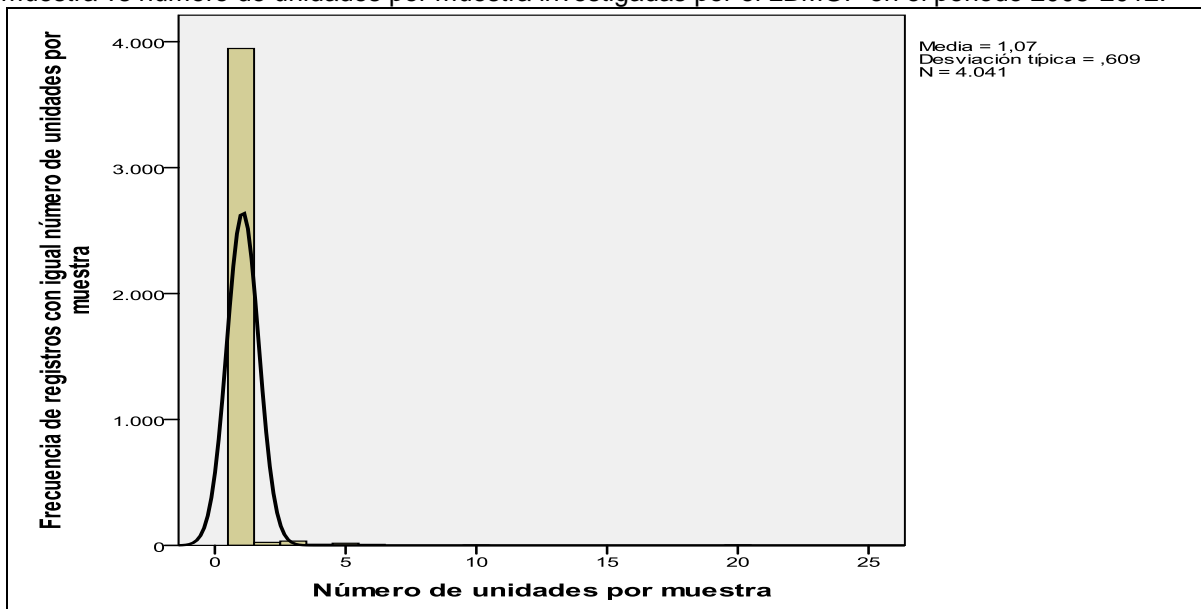 4.000
3.000
2.000
1.000
0
Frecuencia de registros con igual número de unidades por
muestra
0 5 10 15 20 25
Número de unidades por muestra
Media = 1,07
Desviación típica = ,609
N = 4.041